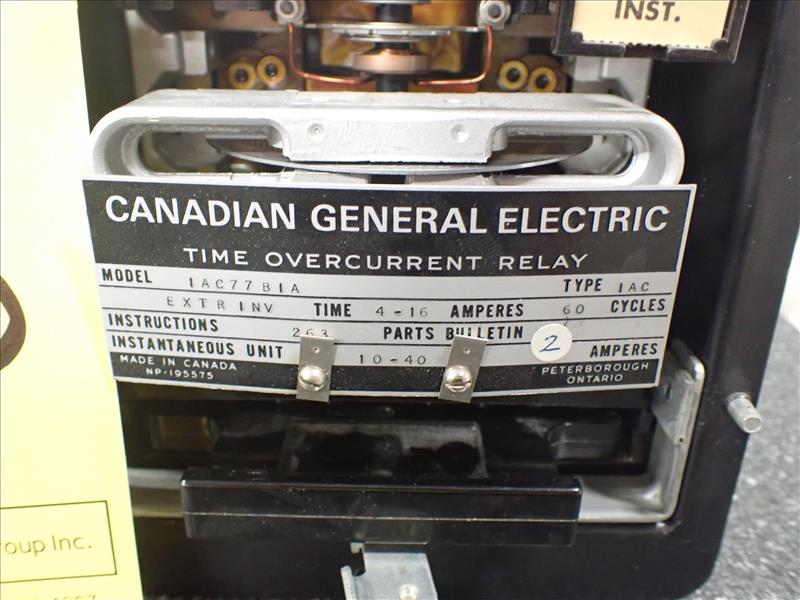 INST.
CANADIAN GENERAL ELECTRIC
TIME OVERCURRENT RELAY
MODEL IAC77B1A TYPE IAC
EXTR INV TIME 4-16 AMPERES 60 CYCLES
INSTRUCTIONS 263 PARTS BULLETIN 2
INSTANTANEOUS UNIT 10-40 AMPERES
MADE IN CANADA PETERBOROUGH
NP-195575 ONTARIO
roup Inc.